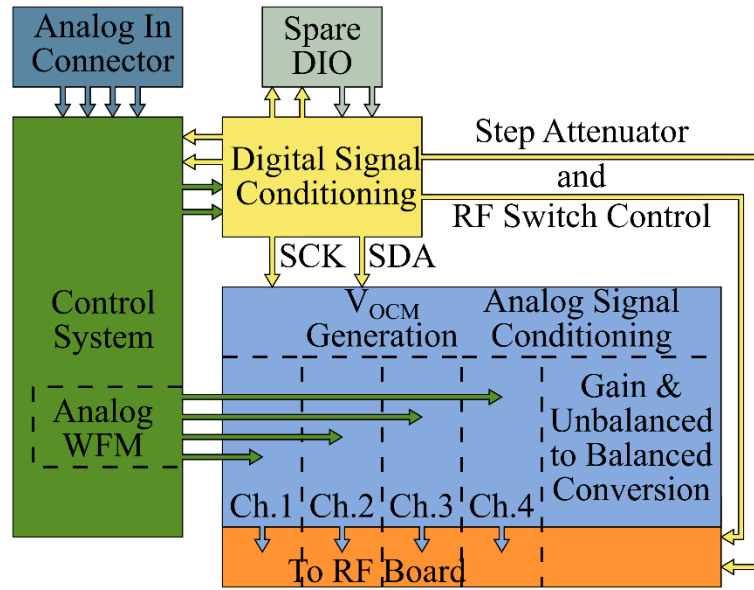 Analog In
Connector
Spare
DIO
Digital Signal
Conditioning
Step Attenuator
and
RF Switch Control
SCK
SDA
Control
System
Analog
WFM
V_OCM
Generation
Analog Signal
Conditioning
Gain &
Unbalanced
to Balanced
Conversion
Ch.1
Ch.2
Ch.3
Ch.4
To RF Board